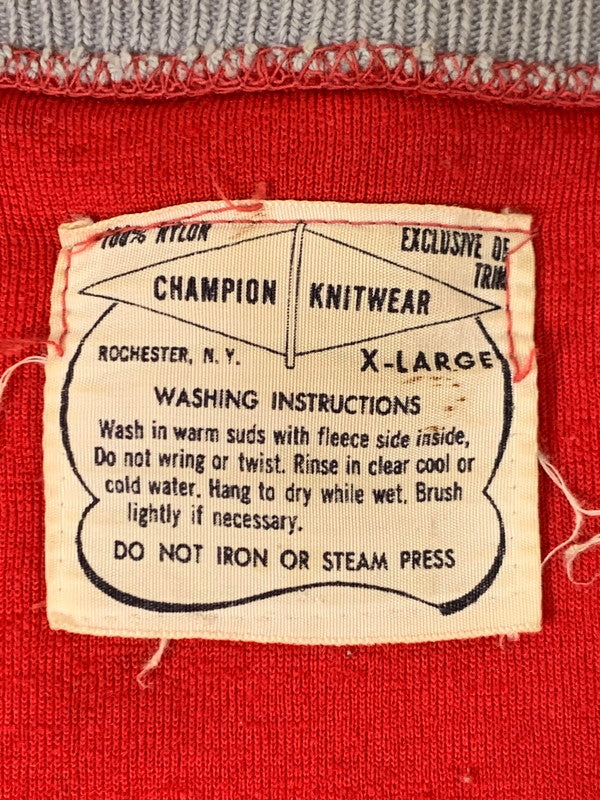 100% NYLON
EXCLUSIVE OF
TRIM
CHAMPION KNITWEAR
ROCHESTER, N. Y.
X-LARGE
WASHING INSTRUCTIONS
Wash in warm suds with fleece side inside,
Do not wring or twist. Rinse in clear cool or
cold water. Hang to dry while wet. Brush
lightly if necessary.
DO NOT IRON OR STEAM PRESS